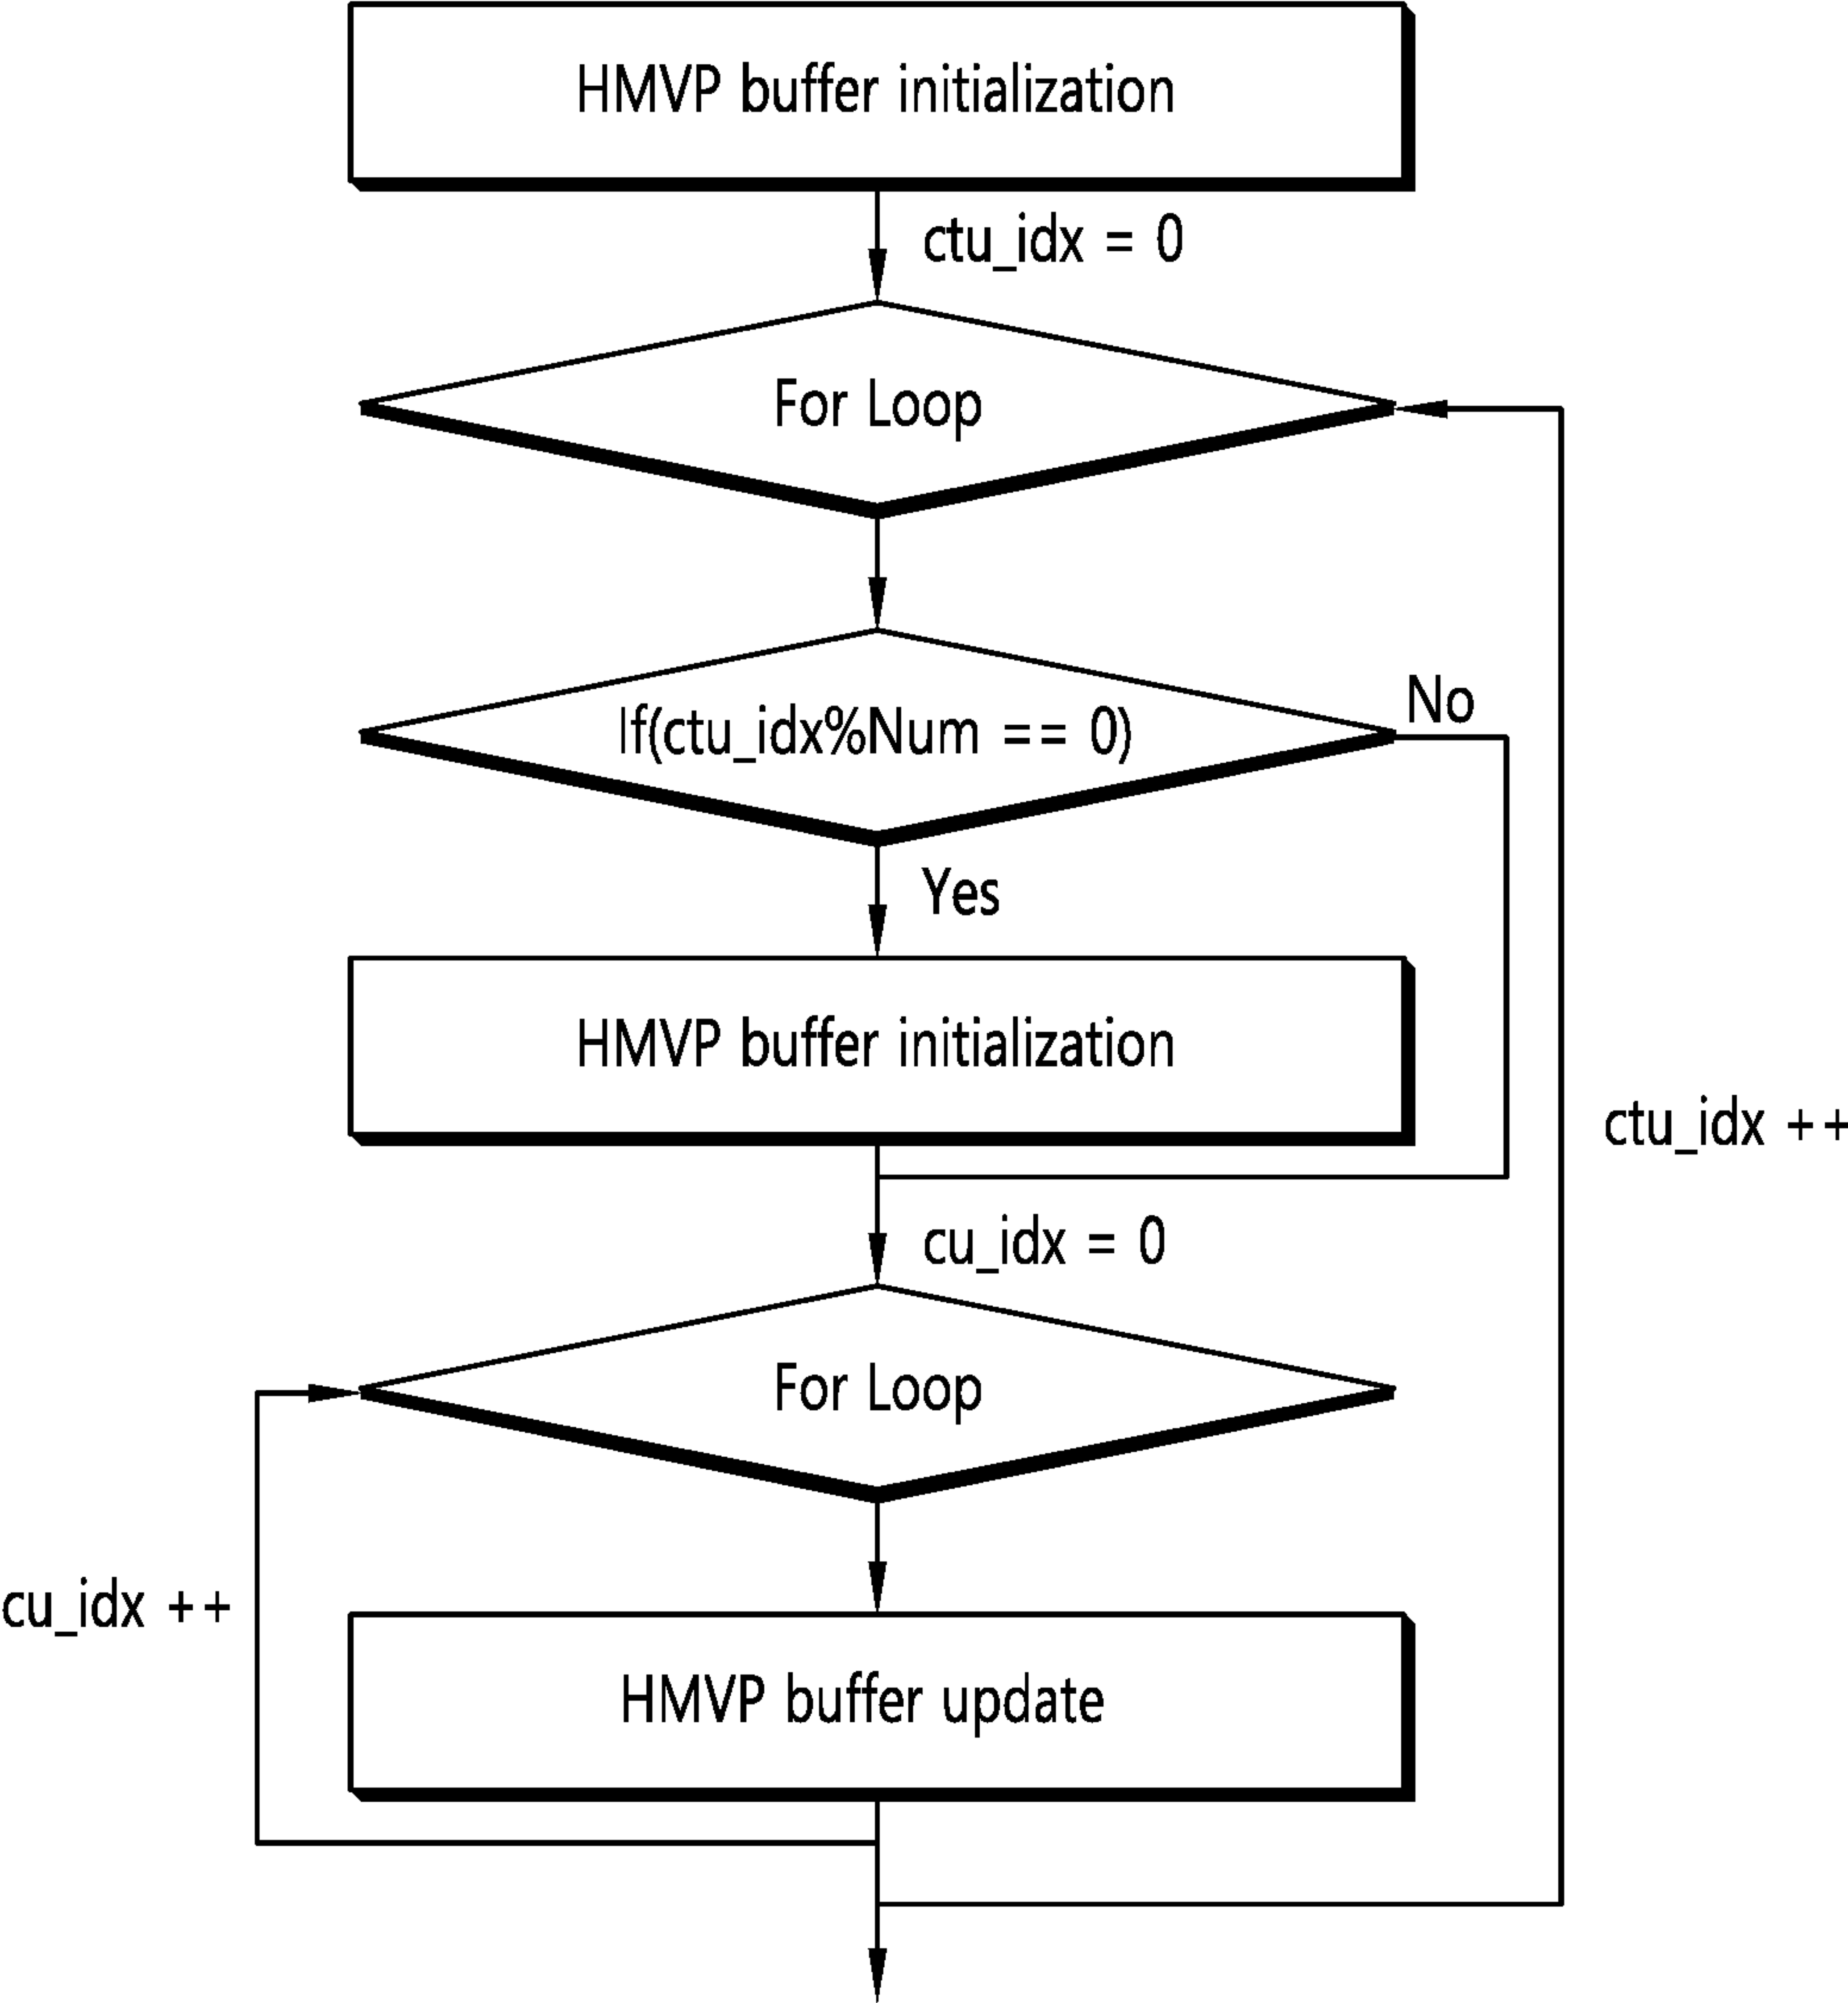 HMVP buffer initialization
ctu_idx = 0
For Loop
If(ctu_idx%Num == 0)
No
Yes
HMVP buffer initialization
ctu_idx ++
cu_idx = 0
For Loop
cu_idx ++
HMVP buffer update